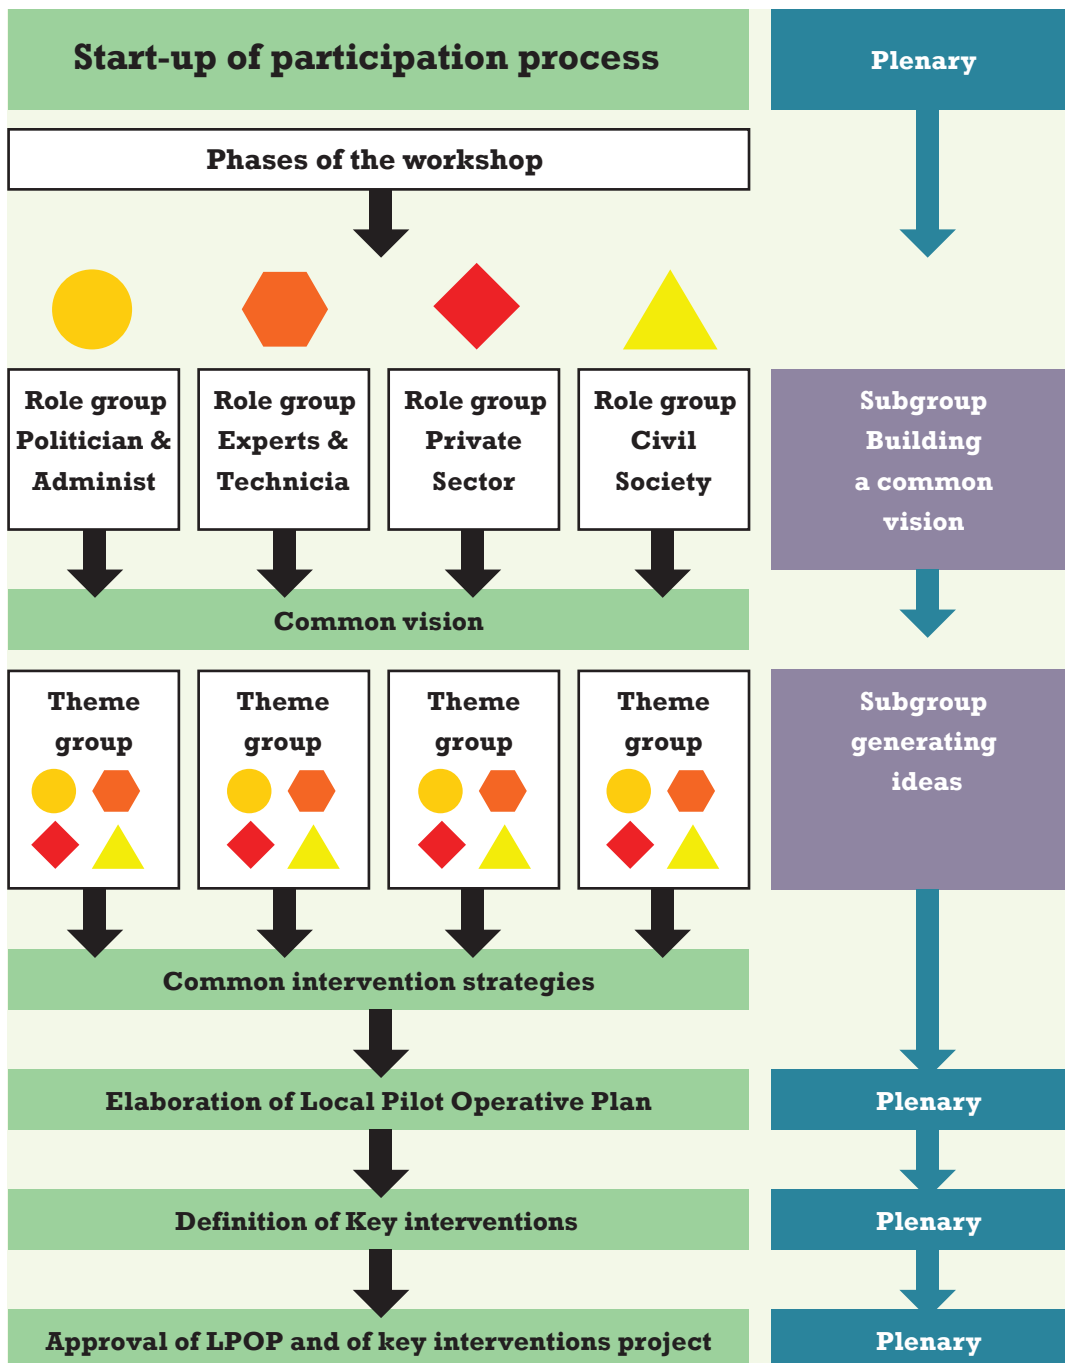 Start-up of participation process
Plenary
Phases of the workshop
Role group
Politician &
Administ
Role group
Experts &
Technicia
Role group
Private
Sector
Role group
Civil
Society
Subgroup
Building
a common
vision
Common vision
Theme
group
Theme
group
Theme
group
Theme
group
Subgroup
generating
ideas
Common intervention strategies
Elaboration of Local Pilot Operative Plan
Plenary
Definition of Key interventions
Plenary
Approval of LPOP and of key interventions project
Plenary